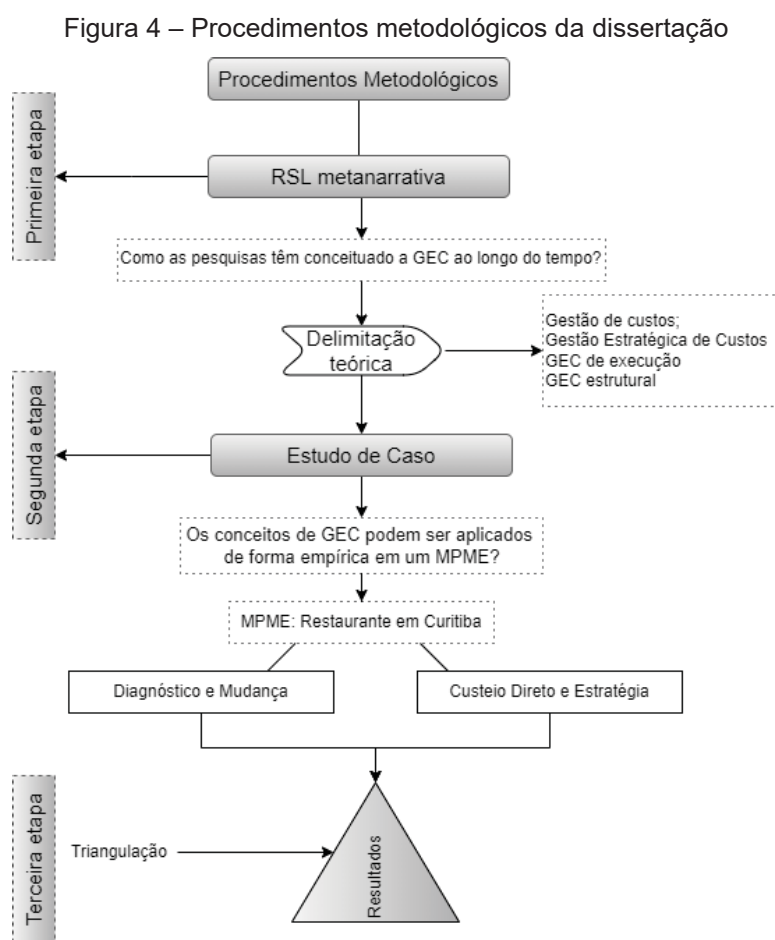 Figura 4 – Procedimentos metodológicos da dissertação
Procedimentos Metodológicos
Primeira etapa
RSL metanarrativa
Como as pesquisas têm conceituado a GEC ao longo do tempo?
Delimitação
teórica
Gestão de custos;
Gestão Estratégica de Custos
GEC de execução
GEC estrutural
Segunda etapa
Estudo de Caso
Os conceitos de GEC podem ser aplicados
de forma empírica em um MPME?
MPME: Restaurante em Curitiba
Diagnóstico e Mudança
Custeio Direto e Estratégia
Terceira etapa
Triangulação
Resultados